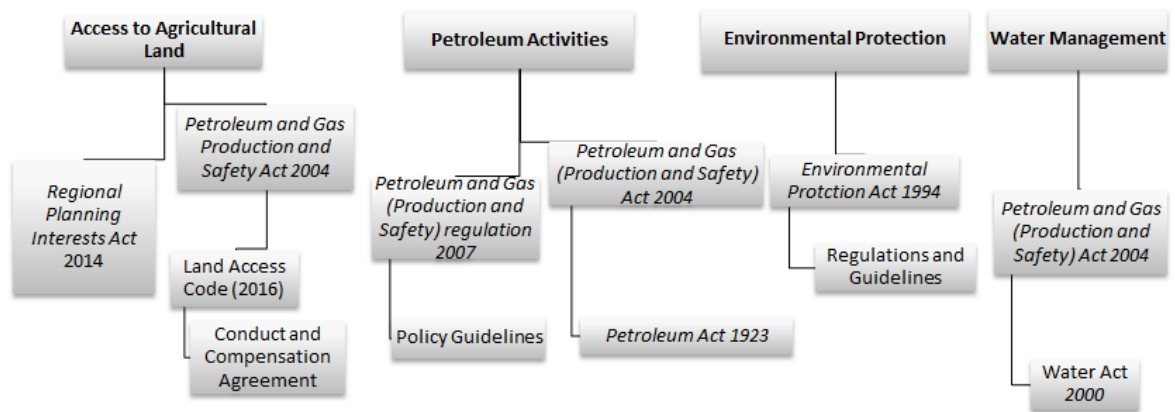 Access to Agricultural
Land
Petroleum and Gas
Production and
Safety Act 2004
Regional
Planning
Interests Act
2014
Land Access
Code (2016)
Conduct and
Compensation
Agreement
Petroleum Activities
Petroleum and Gas
(Production and
Safety) regulation
2007
Policy Guidelines
Petroleum and Gas
(Production and Safety)
Act 2004
Petroleum Act 1923
Environmental Protection
Environmental
Protction Act 1994
Regulations and
Guidelines
Water Management
Petroleum and Gas
(Production and
Safety) Act 2004
Water Act
2000